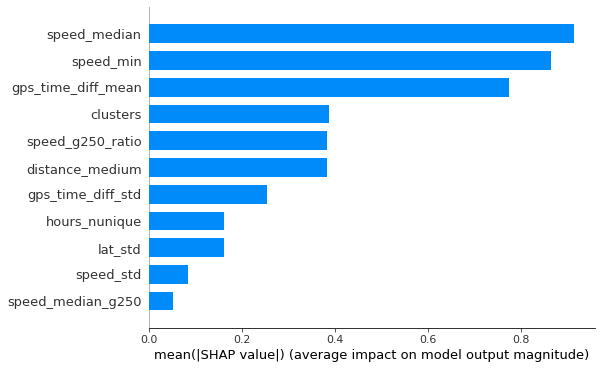 speed_median
speed_min
gps_time_diff_mean
clusters
speed_g250_ratio
distance_medium
gps_time_diff_std
hours_nunique
lat_std
speed_std
speed_median_g250
0.0 0.2 0.4 0.6 0.8
mean(|SHAP value|) (average impact on model output magnitude)